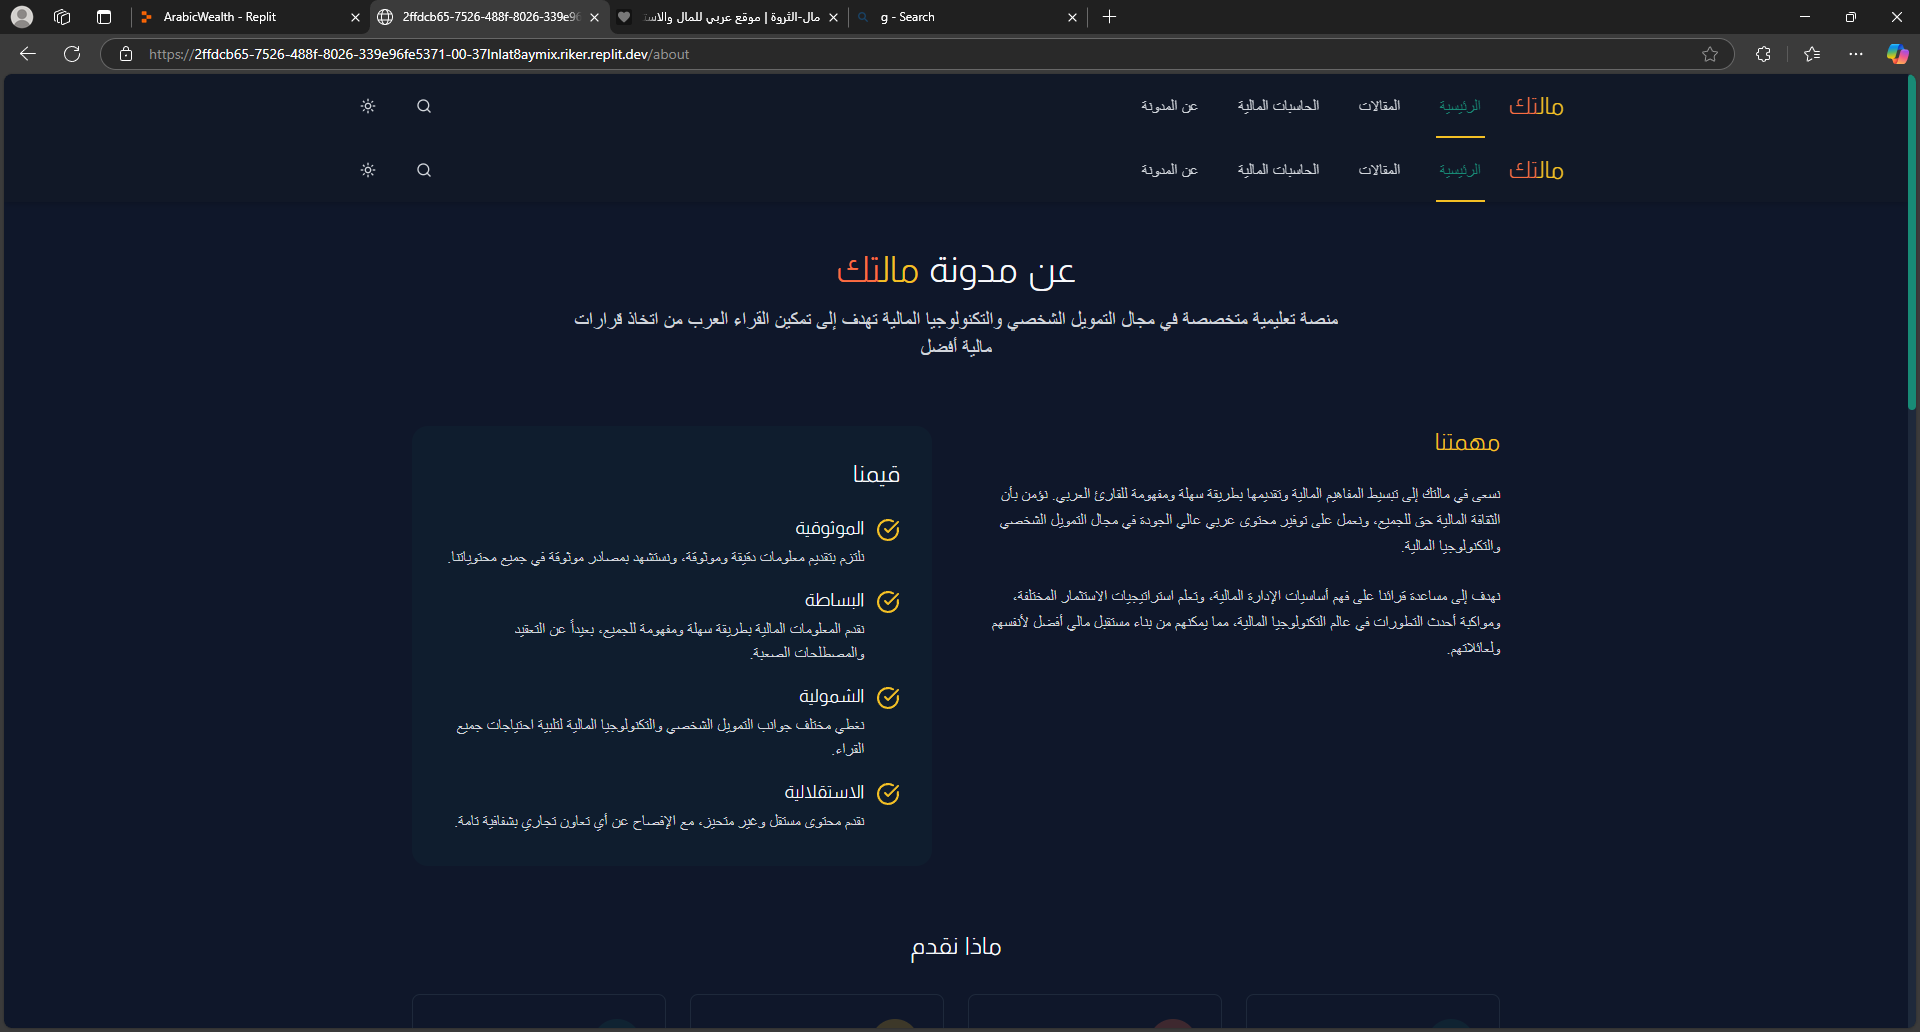 ArabicWealth - Replit
2ffdcb65-7526-488f-8026-339e96
مال-الثروة | موقع عربي للمال والاست
g - Search
https://2ffdcb65-7526-488f-8026-339e96fe5371-00-37lnlat8aymix.riker.replit.dev/about
مالتك الرئيسية المقالات الحاسبات المالية عن المدونة
مالتك الرئيسية المقالات الحاسبات المالية عن المدونة
عن مدونة مالتك
منصة تعليمية متخصصة في مجال التمويل الشخصي والتكنولوجيا المالية تهدف إلى تمكين القراء العرب من اتخاذ قرارات
مالية أفضل
مهمتنا
نسعى في مالتك إلى تبسيط المفاهيم المالية وتقديمها بطريقة سهلة ومفهومة للقارئ العربي. نؤمن بأن
الثقافة المالية حق للجميع، ونعمل على توفير محتوى عربي عالي الجودة في مجال التمويل الشخصي
والتكنولوجيا المالية.
نهدف إلى مساعدة قرائنا على فهم أساسيات الإدارة المالية، وتعلم استراتيجيات الاستثمار المختلفة،
ومواكبة أحدث التطورات في عالم التكنولوجيا المالية، مما يمكنهم من بناء مستقبل مالي أفضل لأنفسهم
ولعائلاتهم.
قيمنا
الموثوقية
نلتزم بتقديم معلومات دقيقة وموثوقة، ونستشهد بمصادر موثوقة في جميع محتوياتنا.
البساطة
نقدم المعلومات المالية بطريقة سهلة ومفهومة للجميع، بعيداً عن التعقيد
والمصطلحات الصعبة.
الشمولية
نغطي مختلف جوانب التمويل الشخصي والتكنولوجيا المالية لتلبية احتياجات جميع
القراء.
الاستقلالية
نقدم محتوى مستقل وغير متحيز، مع الإفصاح عن أي تعاون تجاري بشفافية تامة.
ماذا نقدم